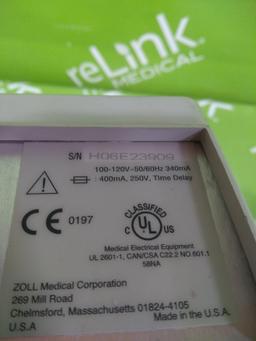 reLink
MEDICAL
S/N H06E23909
100-120V~50/60Hz 340mA
: 400mA, 250V, Time Delay
CE 0197
CLASSIFIED
C UL US
Medical Electrical Equipment
UL 2601-1, CAN/CSA C22.2 NO.601.1
58NA
ZOLL Medical Corporation
269 Mill Road
Chelmsford, Massachusetts 01824-4105
U.S.A
Made in the U.S.A.